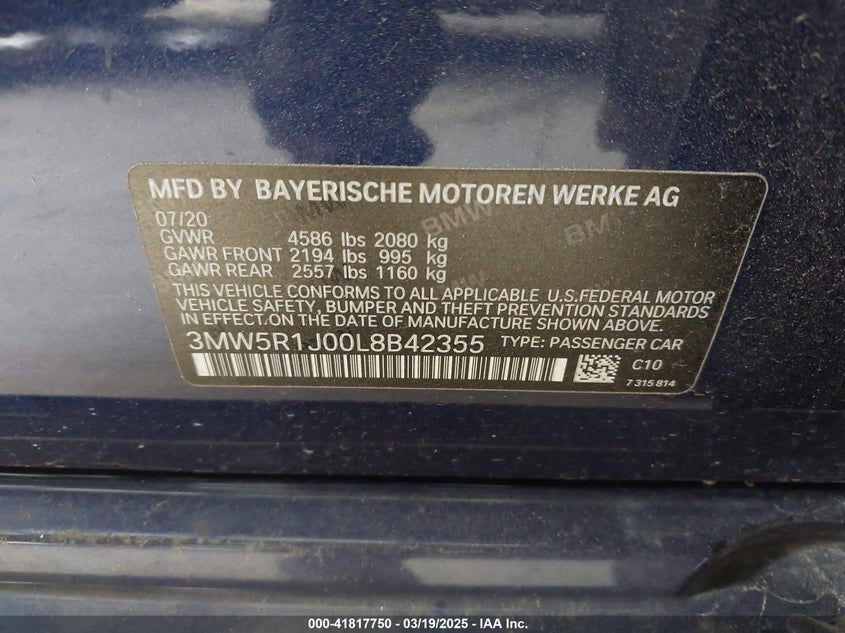 MFD BY BAYERISCHE MOTOREN WERKE AG
07/20
GVWR 4586 lbs 2080 kg
GAWR FRONT 2194 lbs 995 kg
GAWR REAR 2557 lbs 1160 kg
THIS VEHICLE CONFORMS TO ALL APPLICABLE U.S.FEDERAL MOTOR
VEHICLE SAFETY, BUMPER AND THEFT PREVENTION STANDARDS
IN EFFECT ON THE DATE OF MANUFACTURE SHOWN ABOVE.
3MW5R1J00L8B42355 TYPE: PASSENGER CAR
C10
7 315 814
BMW
BMW
000-41817750 - 03/19/2025 - IAA Inc.